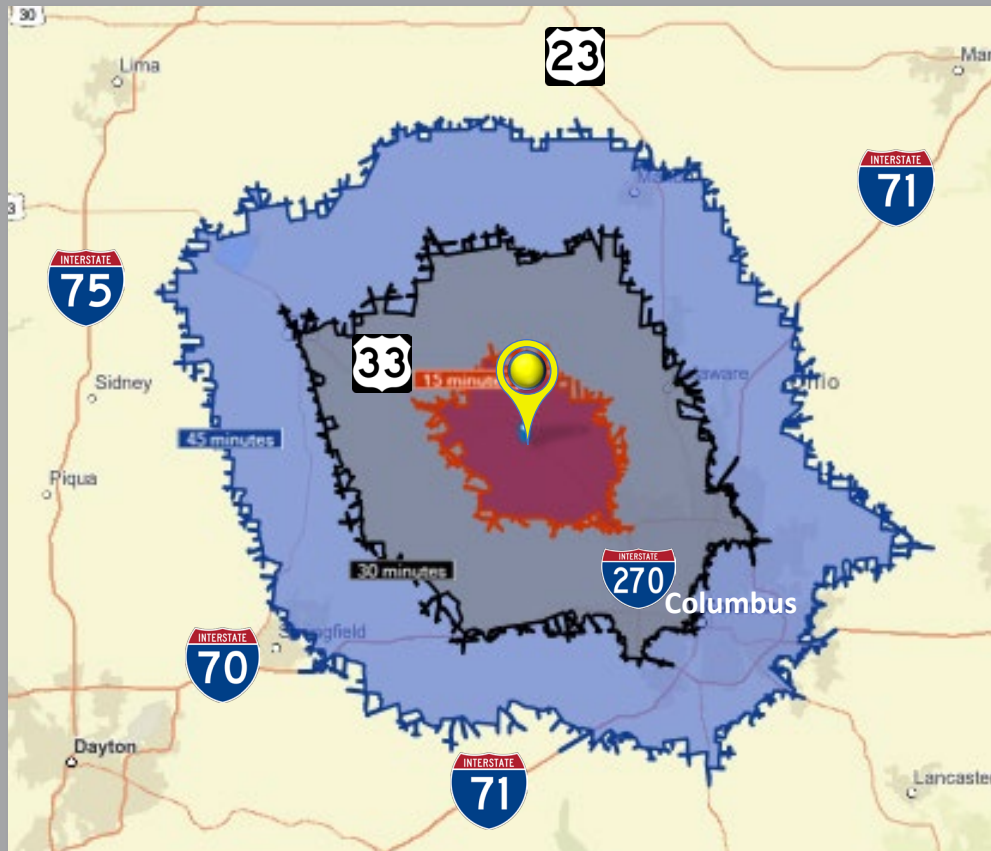 30
23
Lima
INTERSTATE
71
3
INTERSTATE
75
33
15 minutes
Sidney
Ohio
45 minutes
Piqua
30 minutes
INTERSTATE
270
Columbus
INTERSTATE
70
Springfield
Dayton
INTERSTATE
71
Lancaster